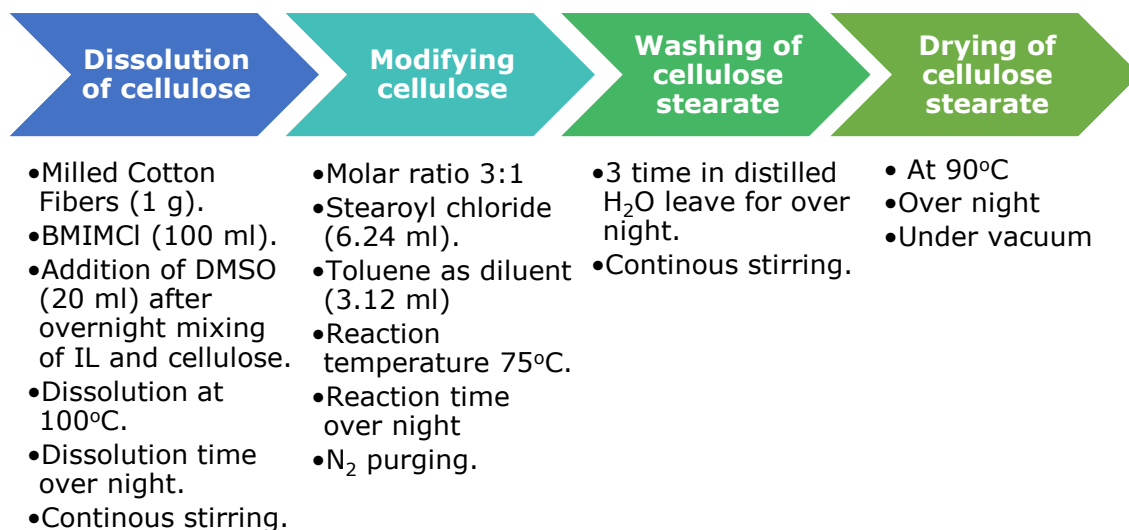 Dissolution
of cellulose
Modifying
cellulose
Washing of
cellulose
stearate
Drying of
cellulose
stearate
•Milled Cotton
Fibers (1 g).
•BMIMCl (100 ml).
•Addition of DMSO
(20 ml) after
overnight mixing
of IL and cellulose.
•Dissolution at
100°C.
•Dissolution time
over night.
•Continous stirring.
•Molar ratio 3:1
•Stearoyl chloride
(6.24 ml).
•Toluene as diluent
(3.12 ml)
•Reaction
temperature 75°C.
•Reaction time
over night
•N₂ purging.
•3 time in distilled
H₂O leave for over
night.
•Continous stirring.
• At 90°C
•Over night
•Under vacuum